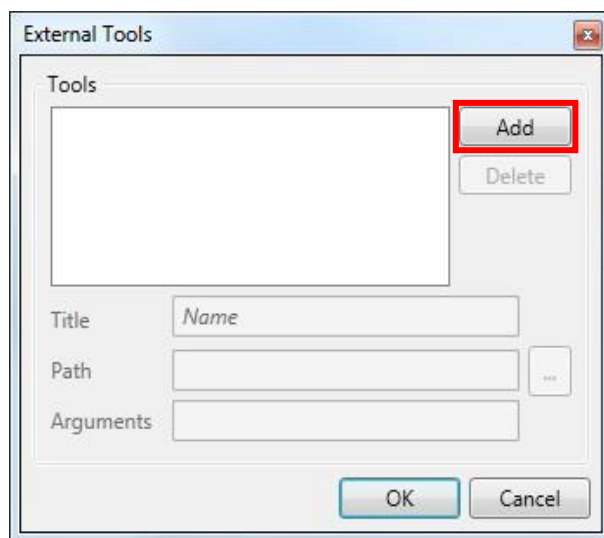 External Tools
Tools
Add
Delete
Title
Name
Path
...
Arguments
OK
Cancel